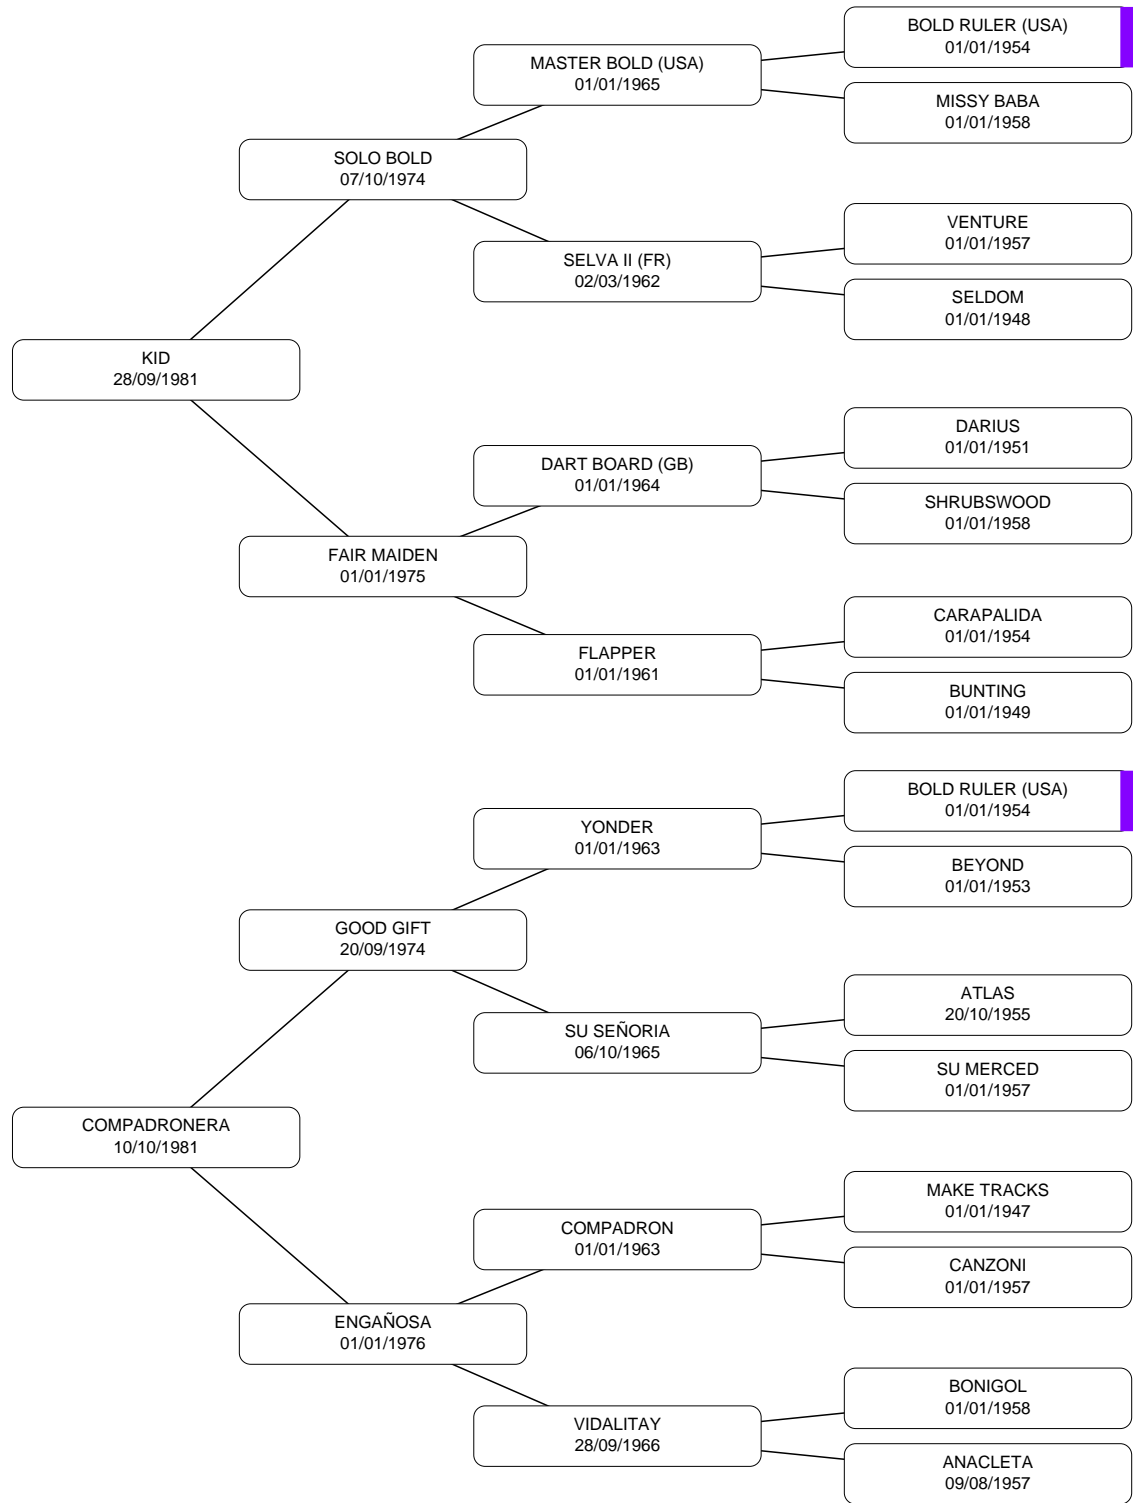 BOLD RULER (USA)
01/01/1954
MASTER BOLD (USA)
01/01/1965
MISSY BABA
01/01/1958
SOLO BOLD
07/10/1974
VENTURE
01/01/1957
SELVA II (FR)
02/03/1962
SELDOM
01/01/1948
KID
28/09/1981
DARIUS
01/01/1951
DART BOARD (GB)
01/01/1964
SHRUBSWOOD
01/01/1958
FAIR MAIDEN
01/01/1975
CARAPALIDA
01/01/1954
FLAPPER
01/01/1961
BUNTING
01/01/1949
BOLD RULER (USA)
01/01/1954
YONDER
01/01/1963
BEYOND
01/01/1953
GOOD GIFT
20/09/1974
ATLAS
20/10/1955
SU SEÑORIA
06/10/1965
SU MERCED
01/01/1957
COMPADRONERA
10/10/1981
MAKE TRACKS
01/01/1947
COMPADRON
01/01/1963
CANZONI
01/01/1957
ENGAÑOSA
01/01/1976
BONIGOL
01/01/1958
VIDALITAY
28/09/1966
ANACLETA
09/08/1957